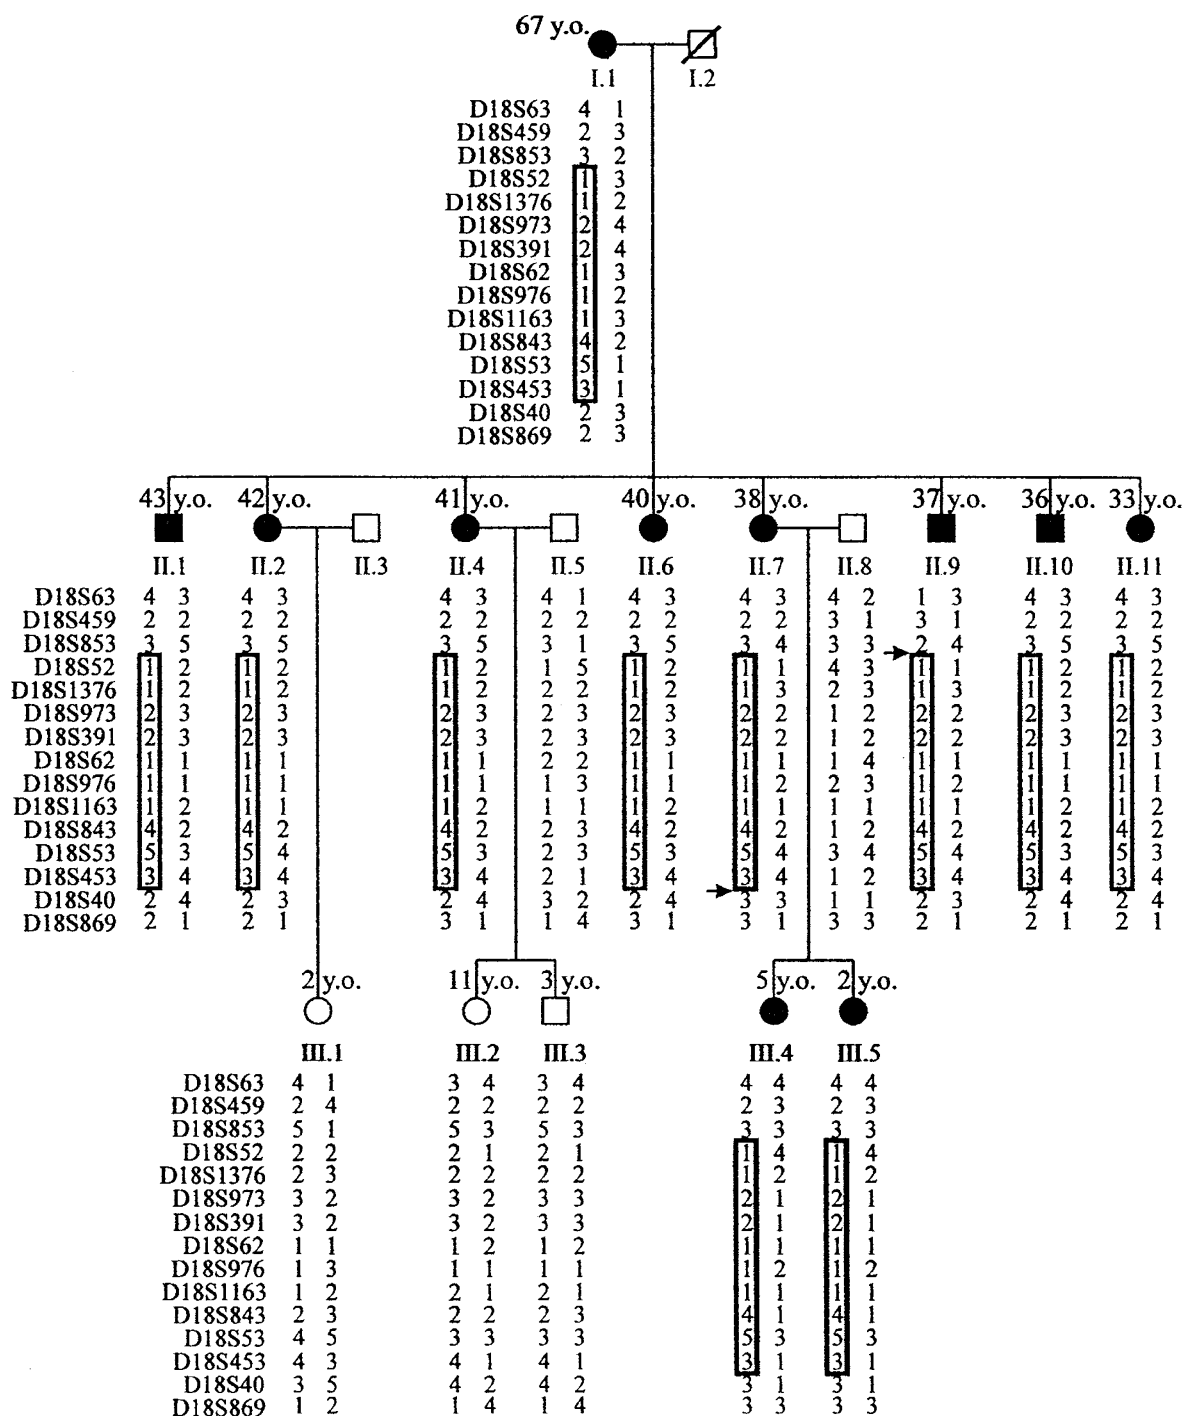 67 y.o.
I.1 I.2
D18S63 4 1
D18S459 2 3
D18S853 3 2
D18S52 1 3
D18S1376 1 2
D18S973 2 4
D18S391 2 4
D18S62 1 3
D18S976 1 2
D18S1163 1 3
D18S843 4 2
D18S53 5 1
D18S453 3 1
D18S40 2 3
D18S869 2 3
43 y.o. 42 y.o. 41 y.o. 40 y.o. 38 y.o. 37 y.o. 36 y.o. 33 y.o.
II.1 II.2 II.3 II.4 II.5 II.6 II.7 II.8 II.9 II.10 II.11
D18S63 4 3 4 3 4 3 4 1 4 3 4 3 4 2 1 3 4 3 4 3
D18S459 2 2 2 2 2 2 2 2 2 2 2 2 3 1 3 1 2 2 2 2
D18S853 3 5 3 5 3 5 3 1 3 5 3 4 3 3 2 4 3 5 3 5
D18S52 1 2 1 2 1 2 1 5 1 2 1 1 4 3 1 1 1 2 1 2
D18S1376 1 2 1 2 1 2 2 2 1 2 1 3 2 3 1 3 1 2 1 2
D18S973 2 3 2 3 2 3 2 3 2 3 2 2 1 2 2 2 2 3 2 3
D18S391 2 3 2 3 2 3 2 3 2 3 2 2 1 2 2 2 2 3 2 3
D18S62 1 1 1 1 1 1 2 2 1 1 1 1 1 4 1 1 1 1 1 1
D18S976 1 1 1 1 1 1 1 3 1 1 1 2 2 3 1 2 1 1 1 1
D18S1163 1 2 1 1 1 2 1 1 1 2 1 1 1 1 1 1 1 2 1 2
D18S843 4 2 4 2 4 2 2 3 4 2 4 2 1 2 4 2 4 2 4 2
D18S53 5 3 5 4 5 3 2 3 5 3 5 4 3 4 5 4 5 3 5 3
D18S453 3 4 3 4 3 4 2 1 3 4 3 4 1 2 3 4 3 4 3 4
D18S40 2 4 2 3 2 4 3 2 2 4 3 3 1 1 2 3 2 4 2 4
D18S869 2 1 2 1 3 1 1 4 3 1 3 1 3 3 2 1 2 1 2 1
2 y.o. 11 y.o. 3 y.o. 5 y.o. 2 y.o.
III.1 III.2 III.3 III.4 III.5
D18S63 4 1 3 4 3 4 4 4 4 4
D18S459 2 4 2 2 2 2 2 3 2 3
D18S853 5 1 5 3 5 3 3 3 3 3
D18S52 2 2 2 1 2 1 1 4 1 4
D18S1376 2 3 2 2 2 2 1 2 1 2
D18S973 3 2 3 2 3 3 2 1 2 1
D18S391 3 2 3 2 3 3 2 1 2 1
D18S62 1 1 1 2 1 2 1 1 1 1
D18S976 1 3 1 1 1 1 1 2 1 2
D18S1163 1 2 2 1 2 1 1 1 1 1
D18S843 2 3 2 2 2 3 4 1 4 1
D18S53 4 5 3 3 3 3 5 3 5 3
D18S453 4 3 4 1 4 1 3 1 3 1
D18S40 3 5 4 2 4 2 3 1 3 1
D18S869 1 2 1 4 1 4 3 3 3 3